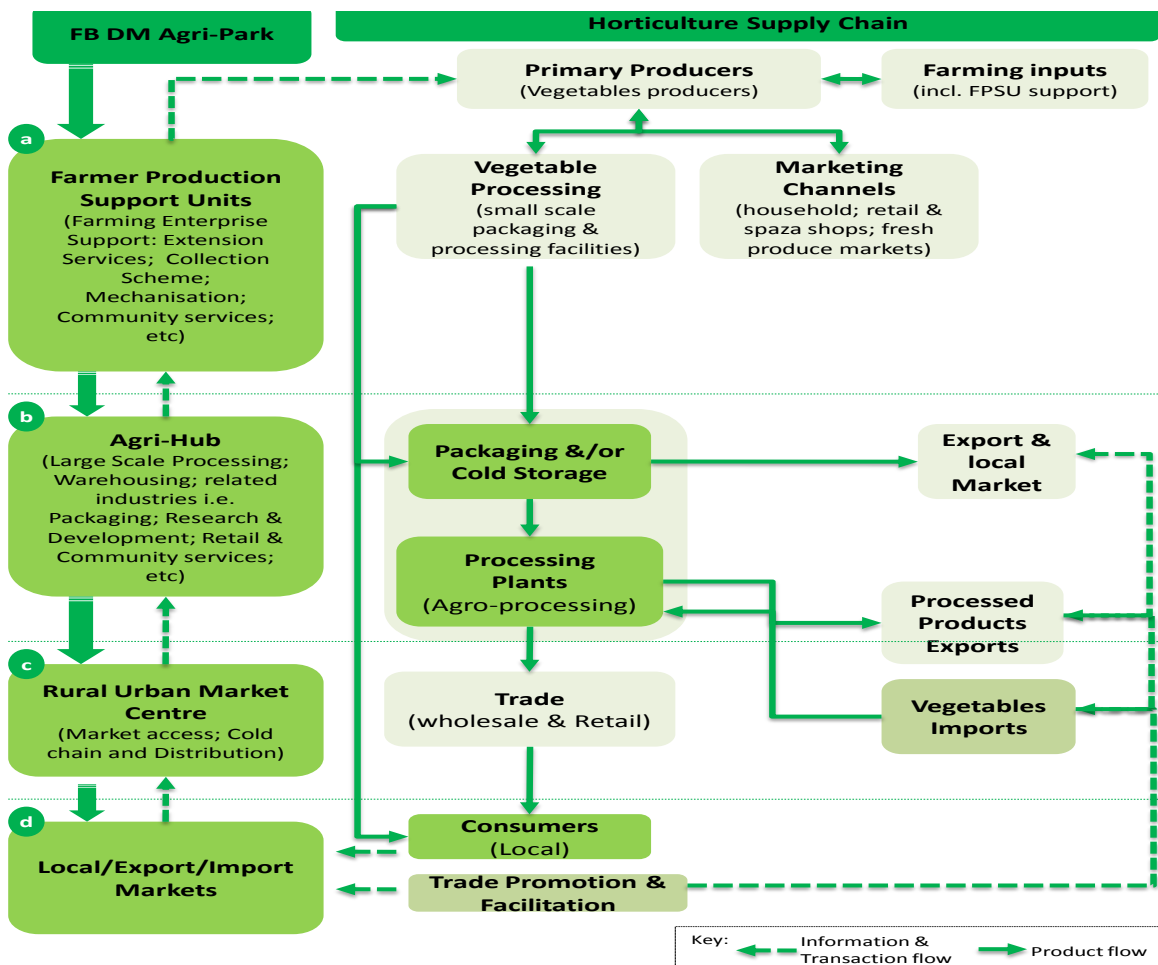 FB DM Agri-Park
Horticulture Supply Chain
Primary Producers
(Vegetables producers)
Farming inputs
(incl. FPSU support)
a
Farmer Production
Support Units
(Farming Enterprise
Support: Extension
Services; Collection
Scheme;
Mechanisation;
Community services;
etc)
Vegetable
Processing
(small scale
packaging &
processing facilities)
Marketing
Channels
(household; retail &
spaza shops; fresh
produce markets)
b
Agri-Hub
(Large Scale Processing;
Warehousing; related
industries i.e.
Packaging; Research &
Development; Retail &
Community services;
etc)
Packaging &/or
Cold Storage
Export &
local
Market
Processing
Plants
(Agro-processing)
Processed
Products
Exports
c
Rural Urban Market
Centre
(Market access; Cold
chain and Distribution)
Trade
(wholesale & Retail)
Vegetables
Imports
d
Local/Export/Import
Markets
Consumers
(Local)
Trade Promotion &
Facilitation
Key:
Information &
Transaction flow
Product flow